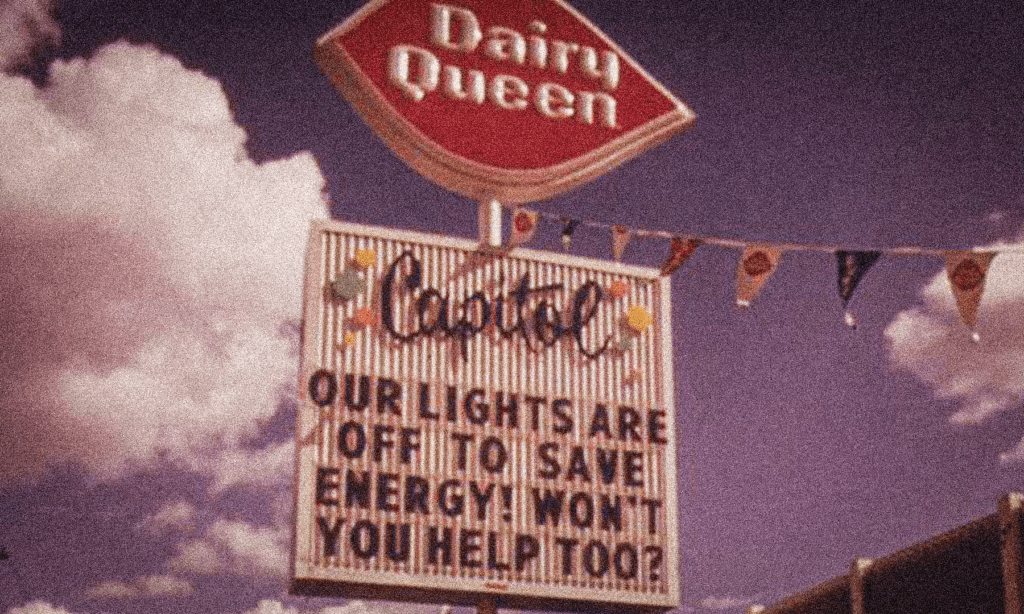 Dairy
Queen
Capitol
OUR LIGHTS ARE
OFF TO SAVE
ENERGY! WON'T
YOU HELP TOO?